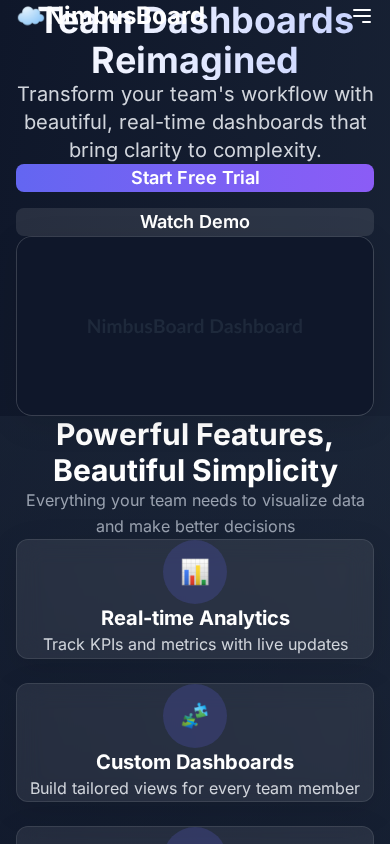 NimbusBoard
Team Dashboards
Reimagined
Transform your team's workflow with
beautiful, real-time dashboards that
bring clarity to complexity.
Start Free Trial
Watch Demo
NimbusBoard Dashboard
Powerful Features,
Beautiful Simplicity
Everything your team needs to visualize data
and make better decisions
Real-time Analytics
Track KPIs and metrics with live updates
Custom Dashboards
Build tailored views for every team member